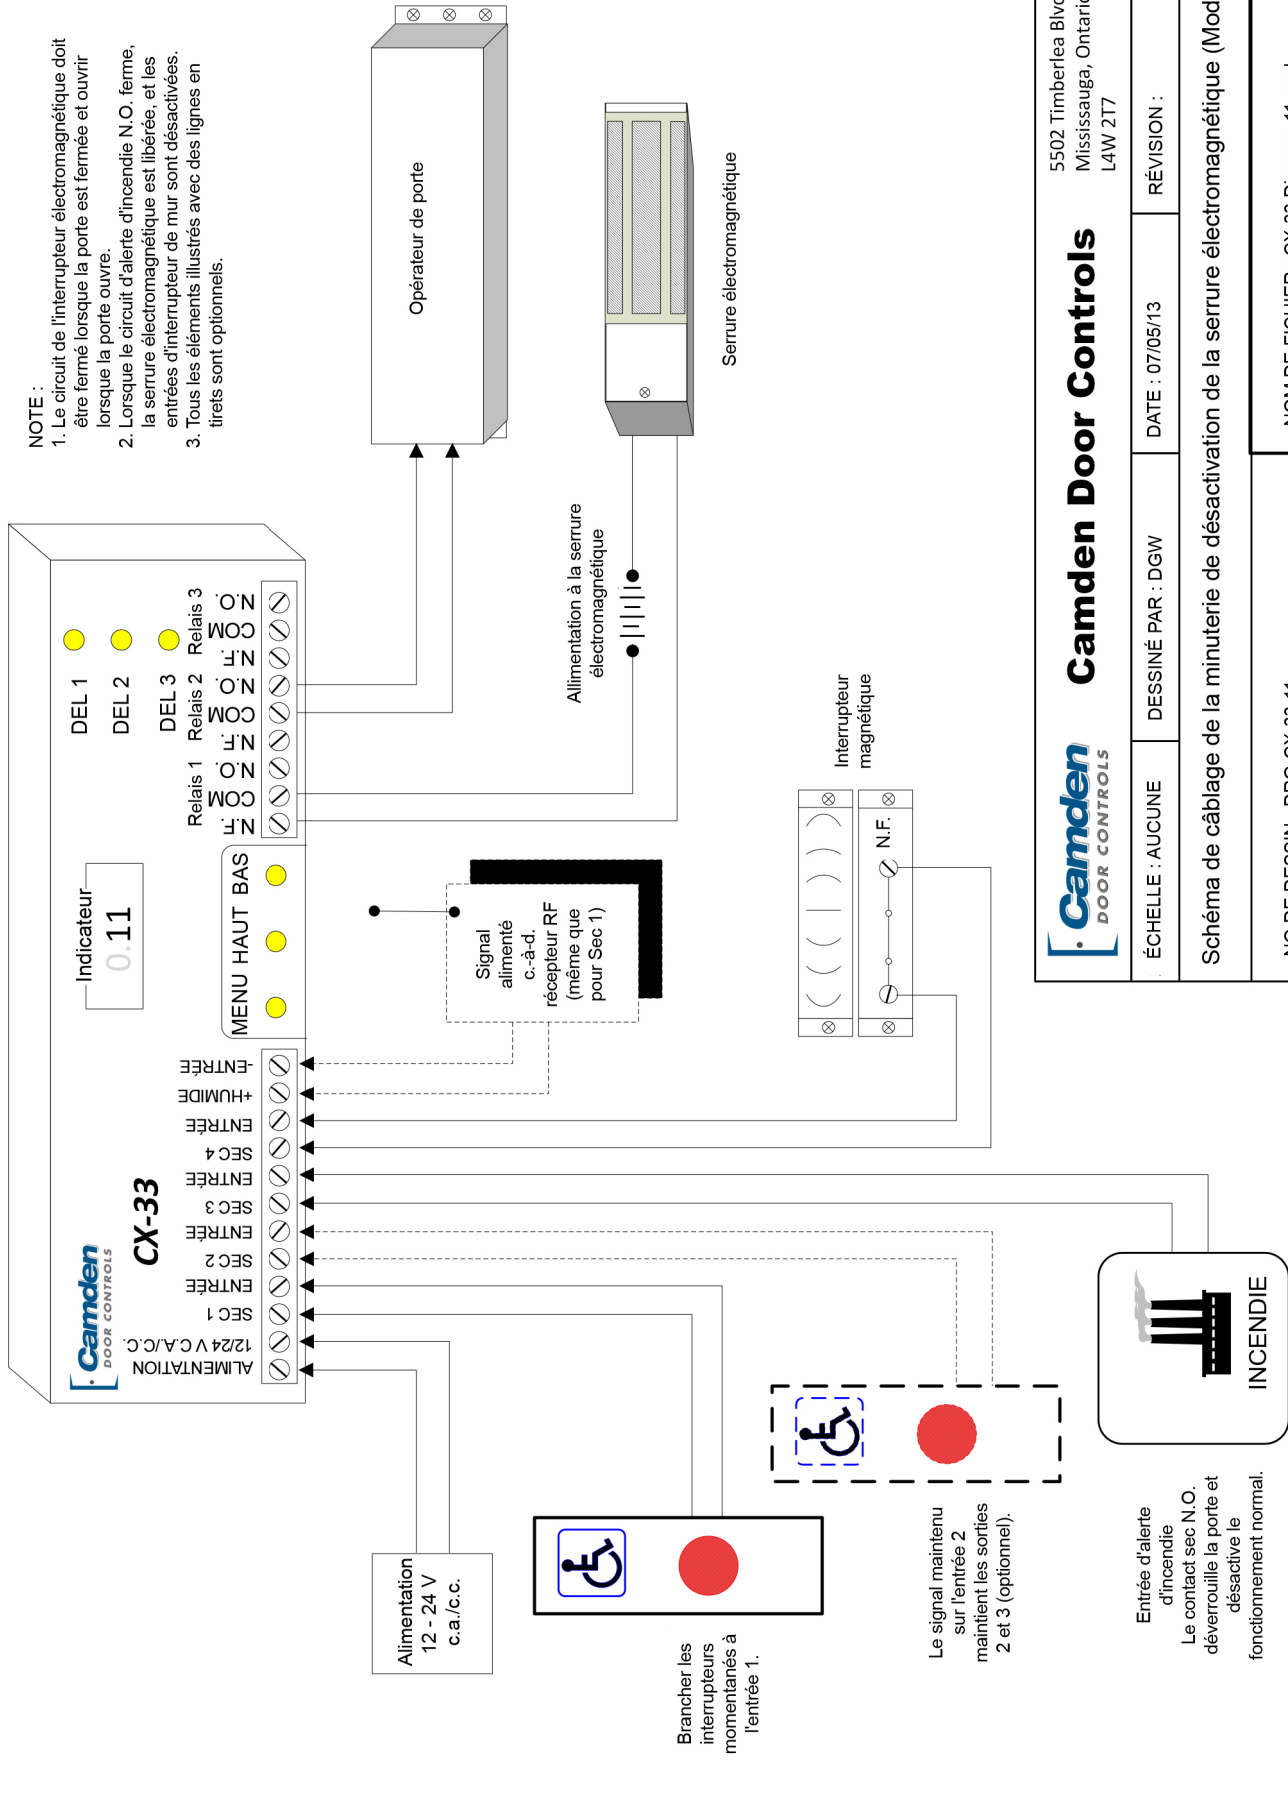 NOTE :
1. Le circuit de l'interrupteur électromagnétique doit
être fermé lorsque la porte est fermée et ouvrir
lorsque la porte ouvre.
2. Lorsque le circuit d'alerte d'incendie N.O. ferme,
la serrure électromagnétique est libérée, et les
entrées d'interrupteur de mur sont désactivées.
3. Tous les éléments illustrés avec des lignes en
tirets sont optionnels.
Camden
DOOR CONTROLS
CX-33
Indicateur
0.11
DEL 1
DEL 2
DEL 3
MENU HAUT BAS
Relais 1 Relais 2 Relais 3
ALIMENTATION
12/24 V C.A./C.C.
SEC 1
ENTRÉE
SEC 2
ENTRÉE
SEC 3
ENTRÉE
SEC 4
ENTRÉE
+HUMIDE
-ENTRÉE
N.F.
COM
N.O.
N.F.
COM
N.O.
N.F.
COM
N.O.
Opérateur de porte
Alimentation
12 - 24 V
c.a./c.c.
Signal
alimenté
c.-à-d.
récepteur RF
(même que
pour Sec 1)
Allimentation à la serrure
électromagnétique
Serrure électromagnétique
Interrupteur
magnétique
N.F.
Brancher les
interrupteurs
momentanés à
l'entrée 1.
Le signal maintenu
sur l'entrée 2
maintient les sorties
2 et 3 (optionnel).
Entrée d'alerte
d'incendie
Le contact sec N.O.
déverrouille la porte et
désactive le
fonctionnement normal.
INCENDIE
Camden
DOOR CONTROLS
Camden Door Controls
5502 Timberlea Blvd
Mississauga, Ontario
L4W 2T7
ÉCHELLE : AUCUNE
DESSINÉ PAR : DGW
DATE : 07/05/13
RÉVISION :
Schéma de câblage de la minuterie de désactivation de la serrure électromagnétique (Mod